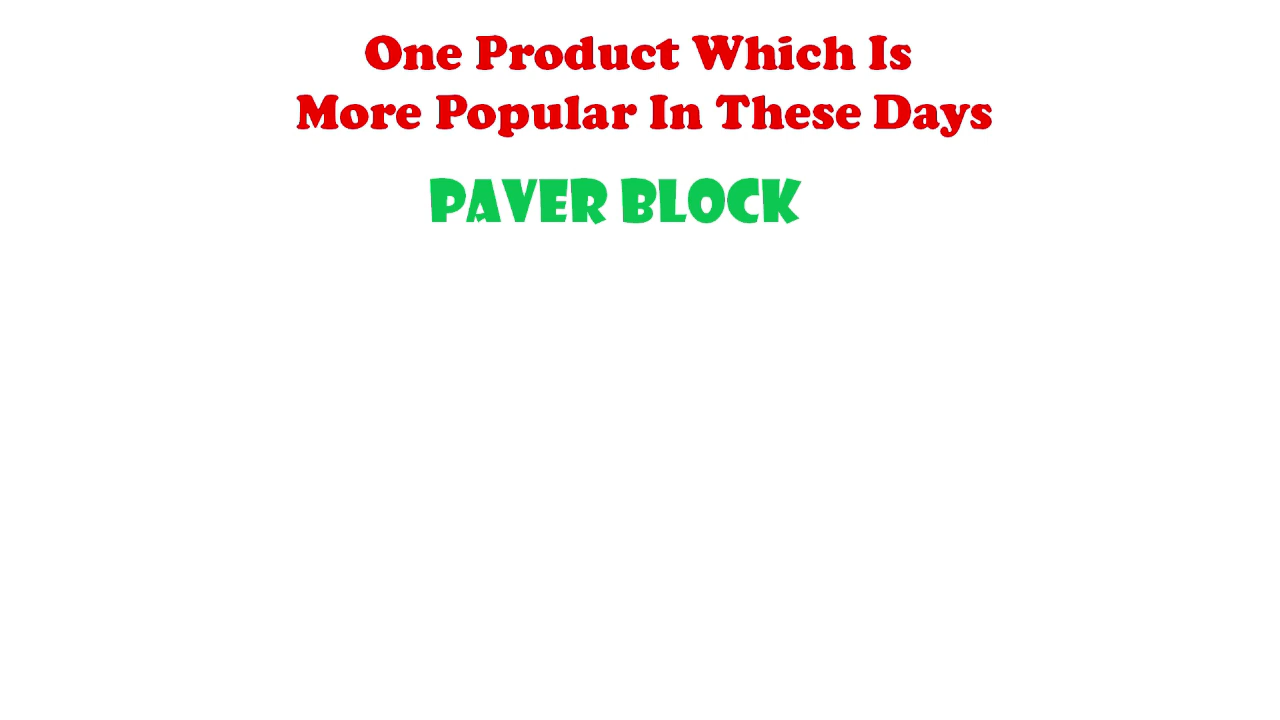 One Product Which Is
More Popular In These Days
PAVER BLOCK